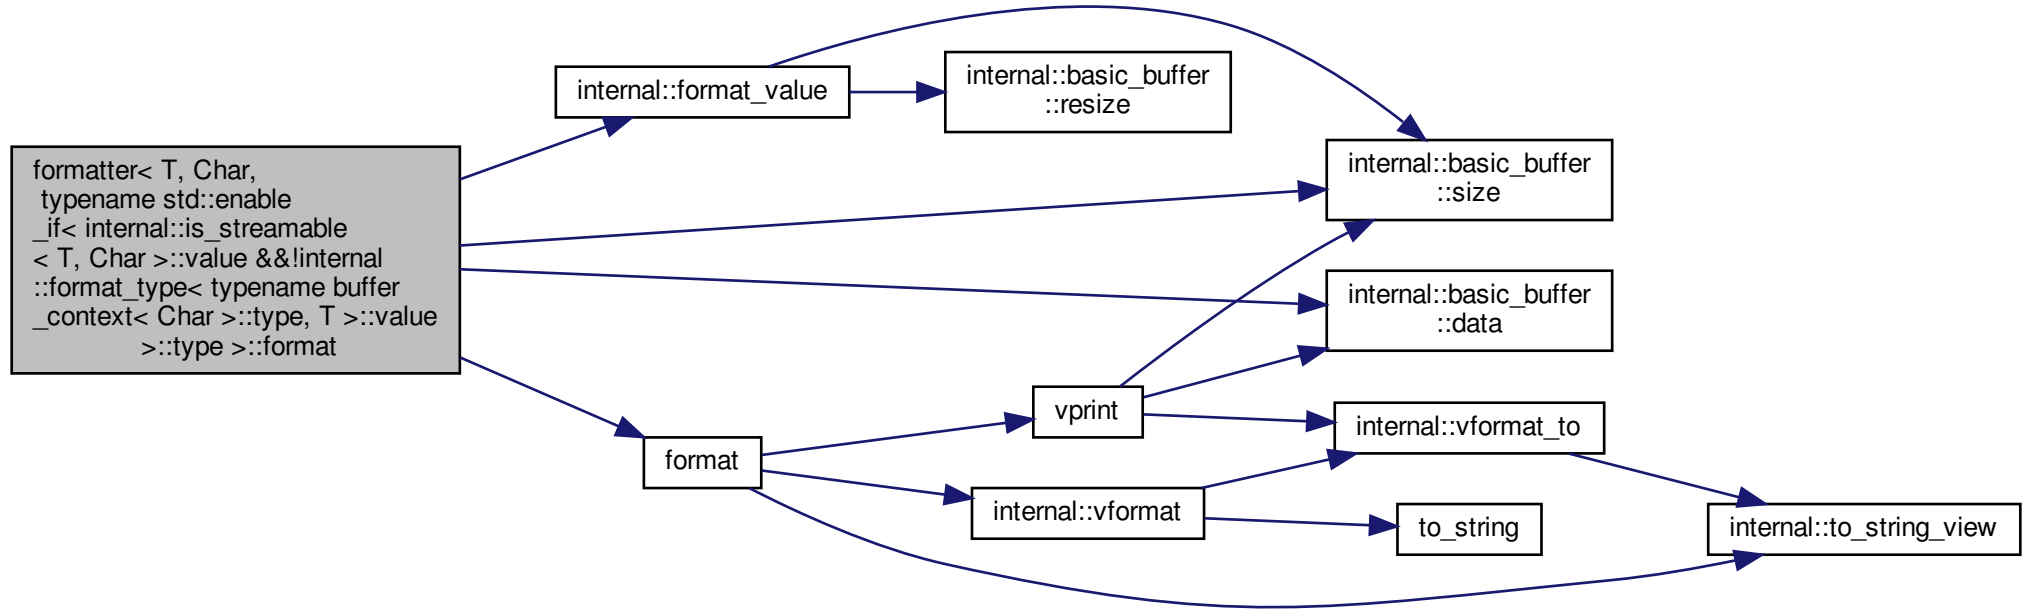 formatter< T, Char,
typename std::enable
_if< internal::is_streamable
< T, Char >::value &&!internal
::format_type< typename buffer
_context< Char >::type, T >::value
>::type >::format
internal::format_value
internal::basic_buffer
::resize
internal::basic_buffer
::size
internal::basic_buffer
::data
vprint
internal::vformat_to
format
internal::vformat
to_string
internal::to_string_view